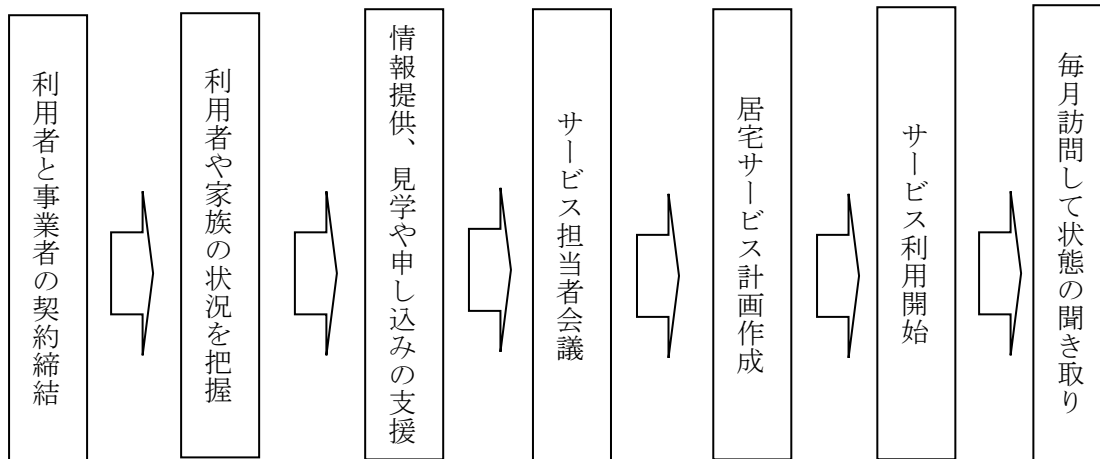 利用者と事業者の契約締結
利用者や家族の状況を把握
情報提供、見学や申し込みの支援
サービス担当者会議
居宅サービス計画作成
サービス利用開始
毎月訪問して状態の聞き取り